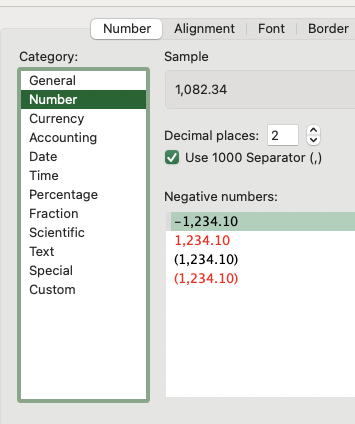 Number Alignment Font Border
Category:
General
Number
Currency
Accounting
Date
Time
Percentage
Fraction
Scientific
Text
Special
Custom
Sample
1,082.34
Decimal places: 2
Use 1000 Separator (,)
Negative numbers:
-1,234.10
1,234.10
(1,234.10)
(1,234.10)